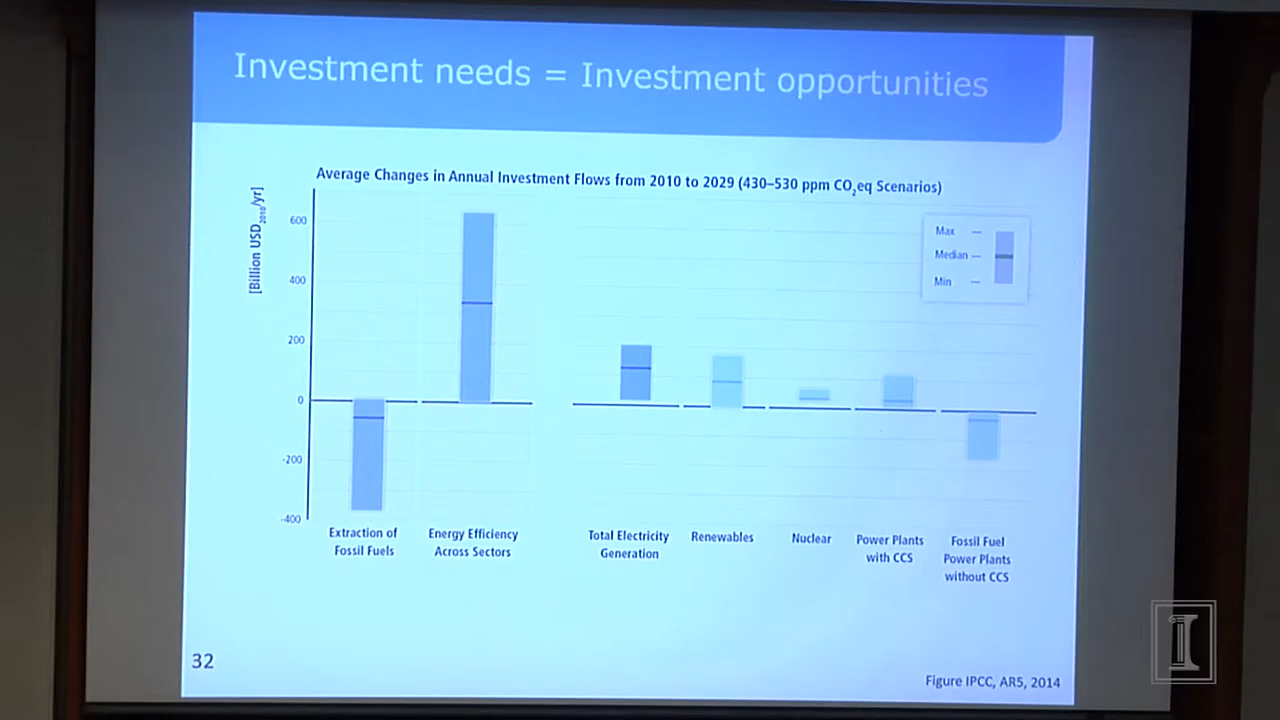 Investment needs = Investment opportunities
Average Changes in Annual Investment Flows from 2010 to 2029 (430–530 ppm CO₂eq Scenarios)
[Billion USD₂₀₁₀/yr]
600
400
200
0
-200
-400
Max
Median
Min
Extraction of
Fossil Fuels
Energy Efficiency
Across Sectors
Total Electricity
Generation
Renewables
Nuclear
Power Plants
with CCS
Fossil Fuel
Power Plants
without CCS
32
Figure IPCC, AR5, 2014
I